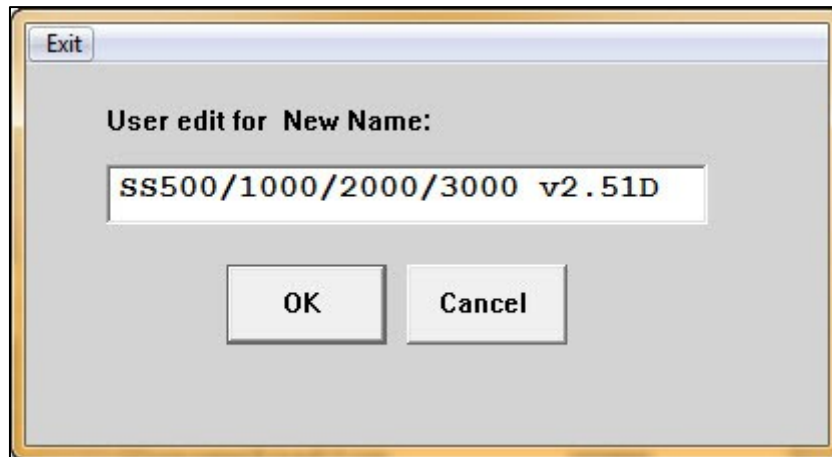 Exit
User edit for  New Name:
SS500/1000/2000/3000 v2.51D
OK
Cancel